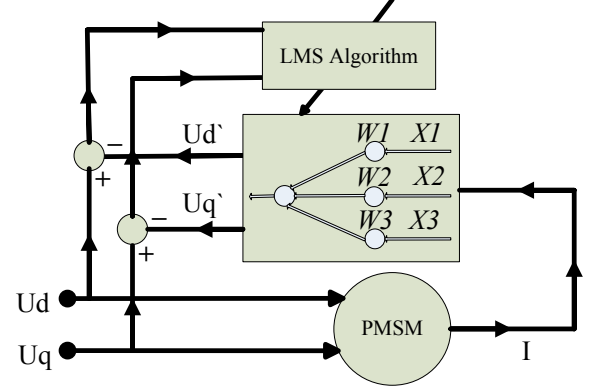 LMS Algorithm
−
Ud`
W1 X1
+
W2 X2
−
Uq`
W3 X3
+
Ud
PMSM
Uq
I